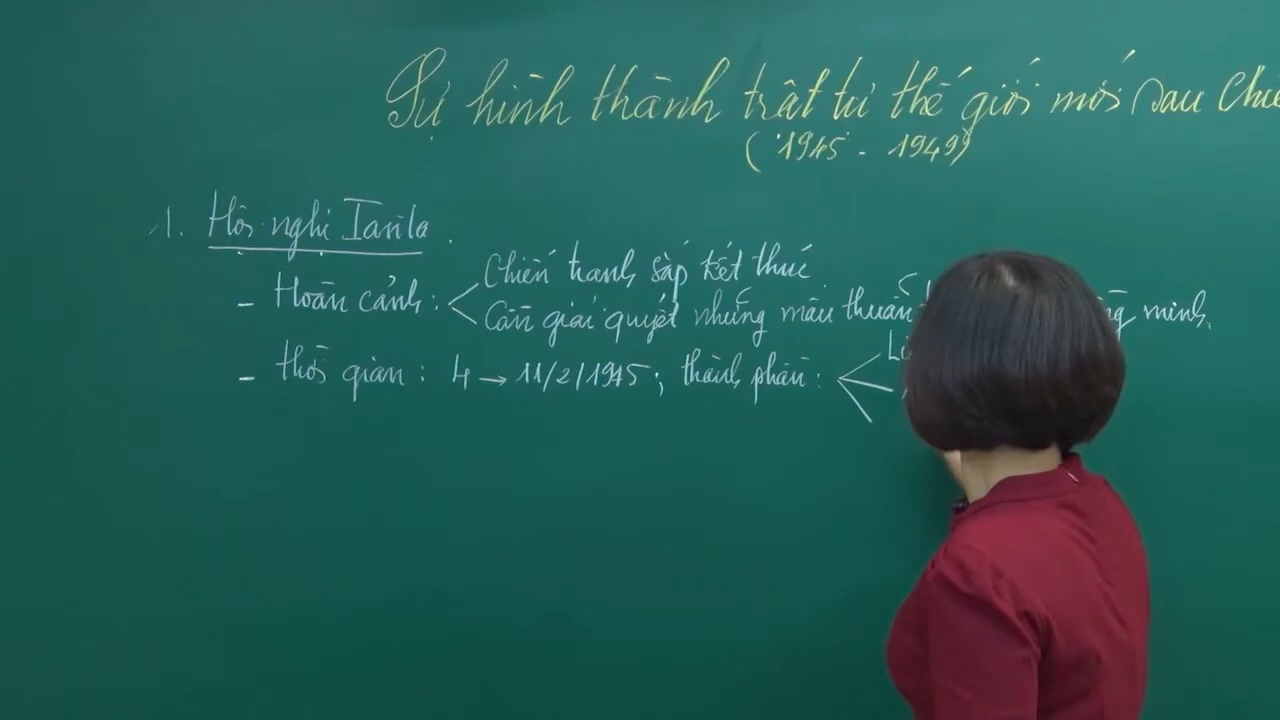 Sự hình thành trật tự thế giới mới sau
(1945 - 1949)
1. Hội nghị Ianta.
- Hoàn cảnh: Chiến tranh sắp kết thúc
Cần giải quyết những mâu thuẫn minh.
- thời gian: 4 → 11/2/1945; thành phần: